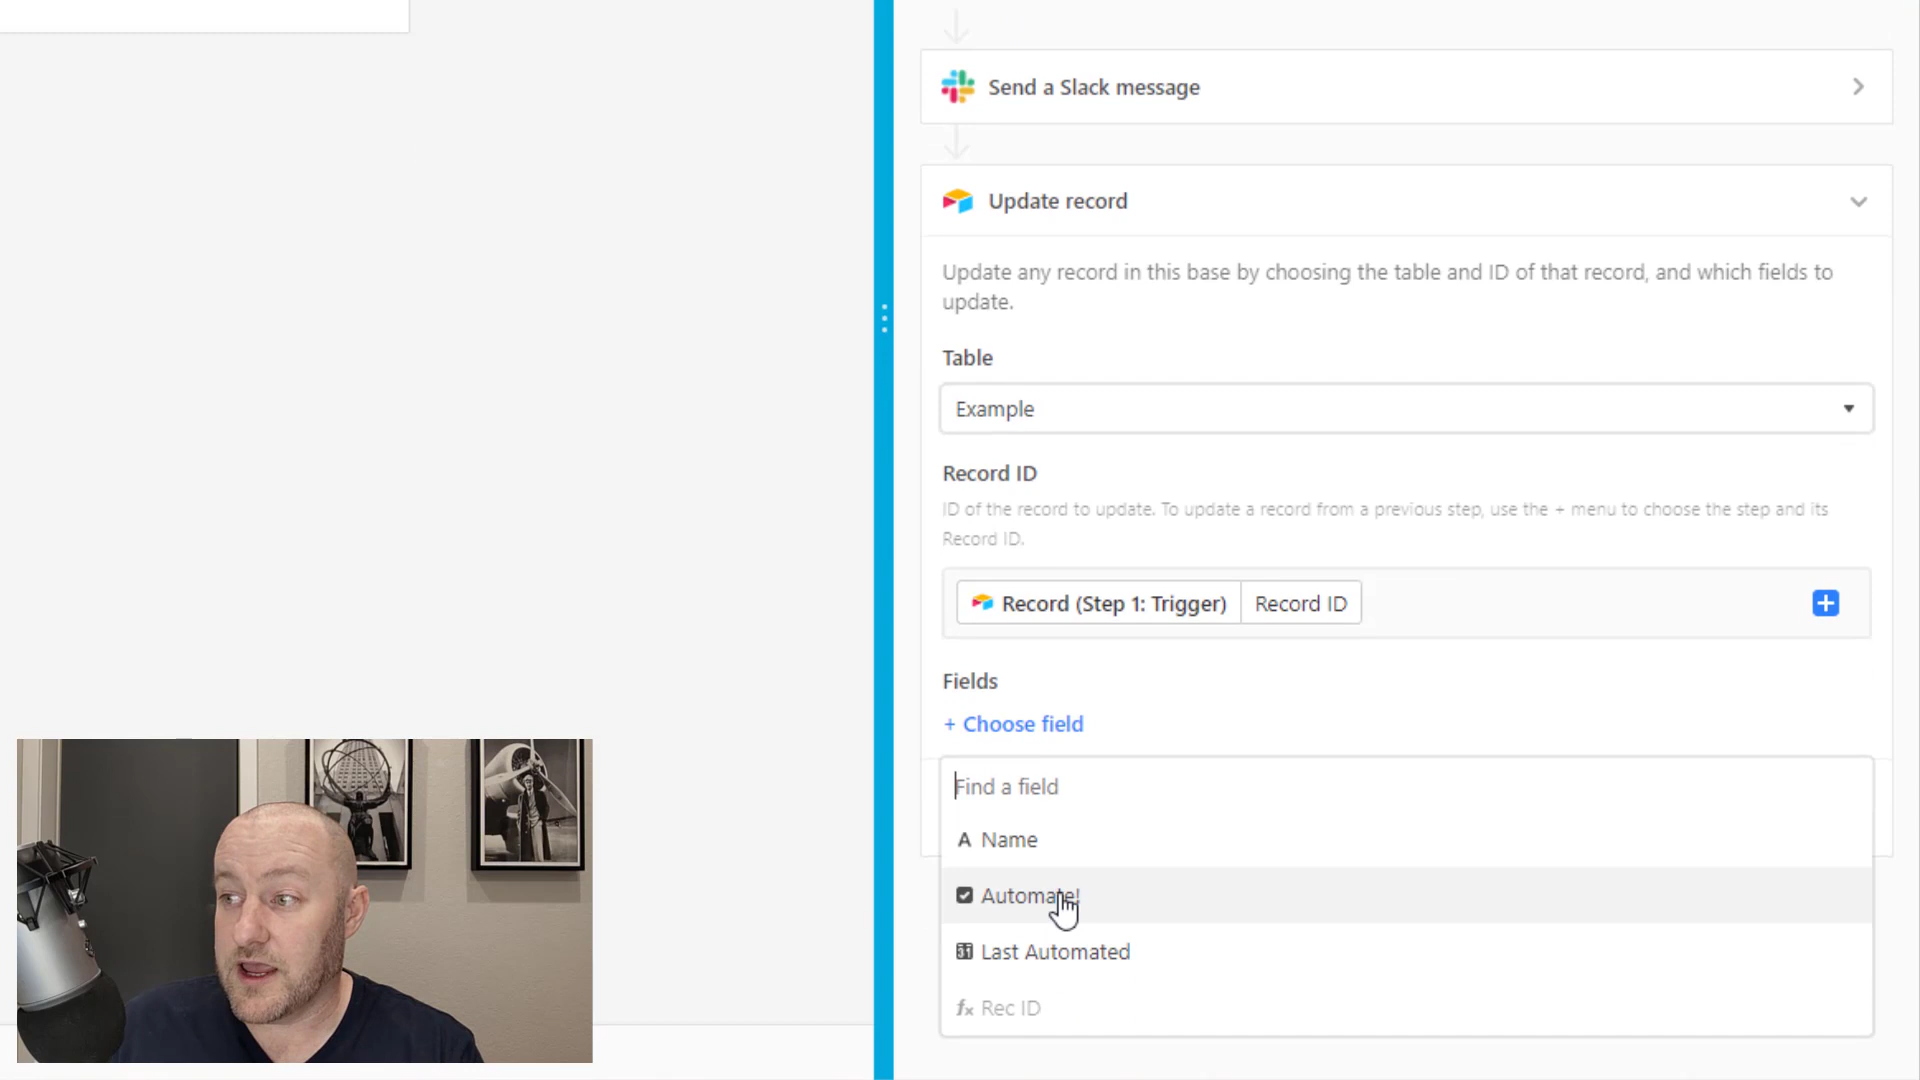 Send a Slack message
Update record
Update any record in this base by choosing the table and ID of that record, and which fields to
update.
Table
Example
Record ID
ID of the record to update. To update a record from a previous step, use the + menu to choose the step and its
Record ID.
Record (Step 1: Trigger) Record ID
Fields
+ Choose field
Find a field
A Name
Automate!
Last Automated
fx Rec ID